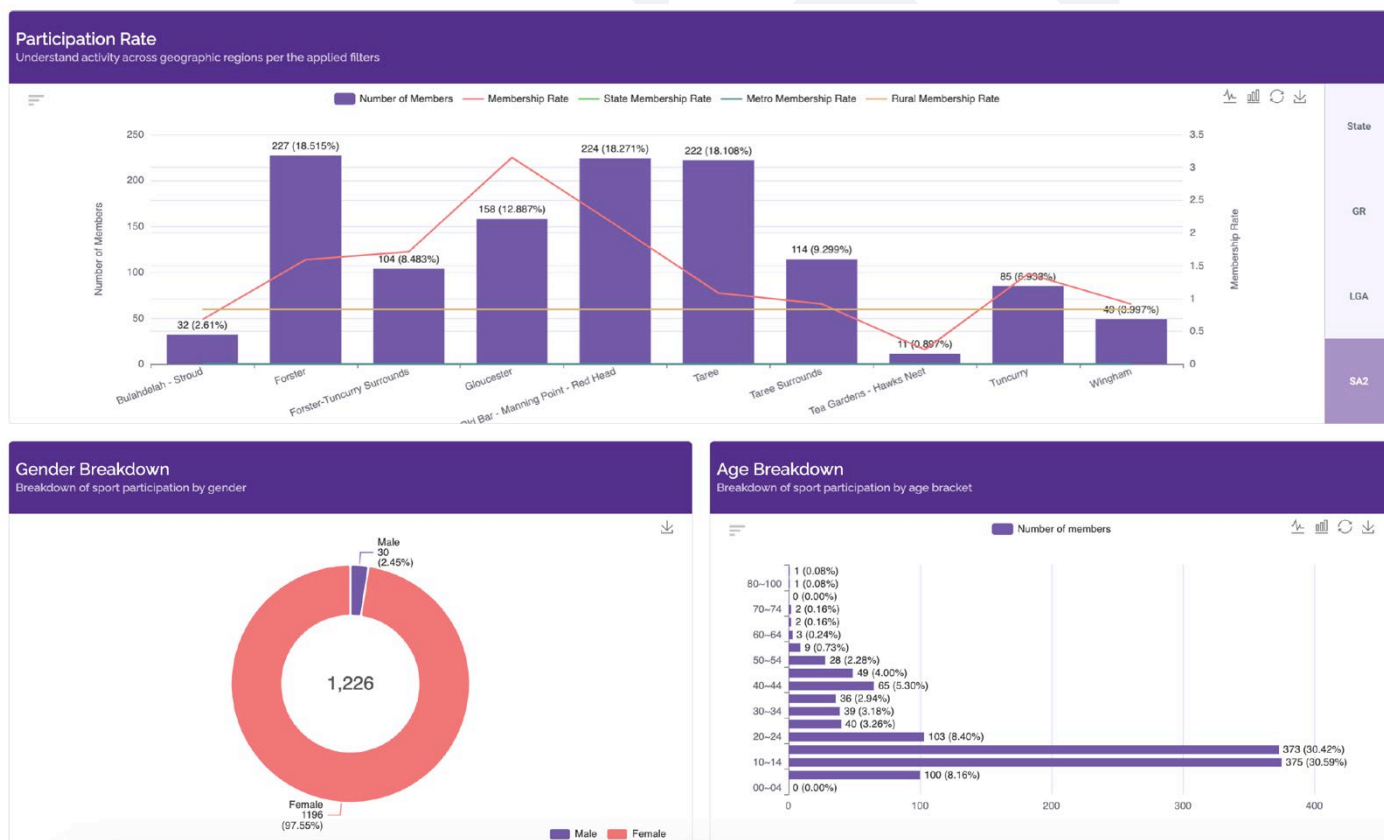 Participation Rate
Understand activity across geographic regions per the applied filters
Number of Members
Membership Rate
State Membership Rate
Metro Membership Rate
Rural Membership Rate
State
GR
LGA
SA2
Number of Members
Membership Rate
250
200
150
100
50
0
3.5
3
2.5
2
1.5
1
0.5
0
32 (2.61%)
227 (18.515%)
104 (8.483%)
158 (12.887%)
224 (18.271%)
222 (18.108%)
114 (9.299%)
11 (0.897%)
85 (6.933%)
49 (3.997%)
Bulahdelah - Stroud
Forster
Forster-Tuncurry Surrounds
Gloucester
Old Bar - Manning Point - Red Head
Taree
Taree Surrounds
Tea Gardens - Hawks Nest
Tuncurry
Wingham
Gender Breakdown
Breakdown of sport participation by gender
Male
30
(2.45%)
1,226
Female
1196
(97.55%)
Male
Female
Age Breakdown
Breakdown of sport participation by age bracket
Number of members
1 (0.08%)
80~100 1 (0.08%)
0 (0.00%)
70~74 2 (0.16%)
2 (0.16%)
60~64 3 (0.24%)
9 (0.73%)
50~54 28 (2.28%)
49 (4.00%)
40~44 65 (5.30%)
36 (2.94%)
30~34 39 (3.18%)
40 (3.26%)
20~24 103 (8.40%)
373 (30.42%)
10~14 375 (30.59%)
100 (8.16%)
00~04 0 (0.00%)
0
100
200
300
400